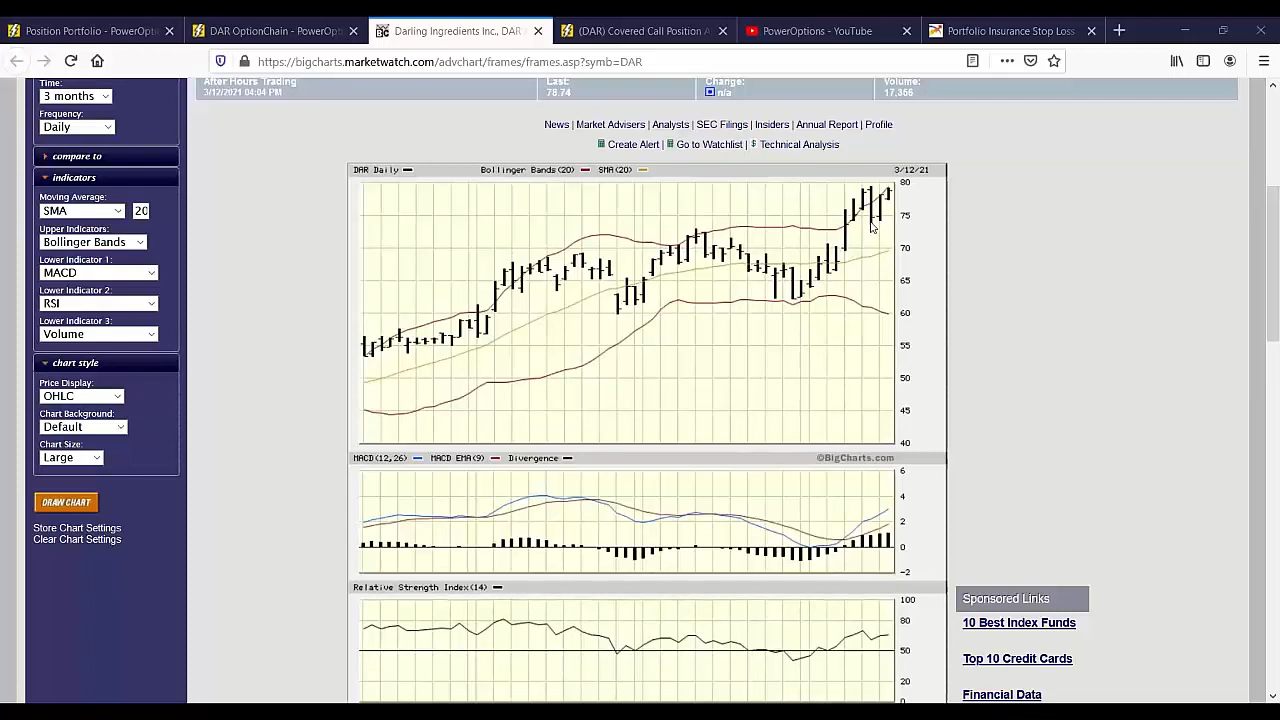 Position Portfolio - PowerOpti
DAR OptionChain - PowerOpti
Darling Ingredients Inc., DAR
(DAR) Covered Call Position A
PowerOptions - YouTube
Portfolio Insurance Stop Loss
https://bigcharts.marketwatch.com/advchart/frames/frames.asp?symb=DAR
Time:
3 months
Frequency:
Daily
compare to
indicators
Moving Average:
SMA
20
Upper Indicators:
Bollinger Bands
Lower Indicator 1:
MACD
Lower Indicator 2:
RSI
Lower Indicator 3:
Volume
chart style
Price Display:
OHLC
Chart Background:
Default
Chart Size:
Large
DRAW CHART
Store Chart Settings
Clear Chart Settings
After Hours Trading
3/12/2021 04:04 PM
Last:
78.74
Change:
n/a
Volume:
17,366
News | Market Advisers | Analysts | SEC Filings | Insiders | Annual Report | Profile
Create Alert | Go to Watchlist | Technical Analysis
DAR Daily
Bollinger Bands(20)
SMA(20)
3/12/21
80
75
70
65
60
55
50
45
40
MACD(12,26)
MACD EMA(9)
Divergence
©BigCharts.com
6
4
2
0
-2
Relative Strength Index(14)
100
80
50
20
0
Sponsored Links
10 Best Index Funds
Top 10 Credit Cards
Financial Data